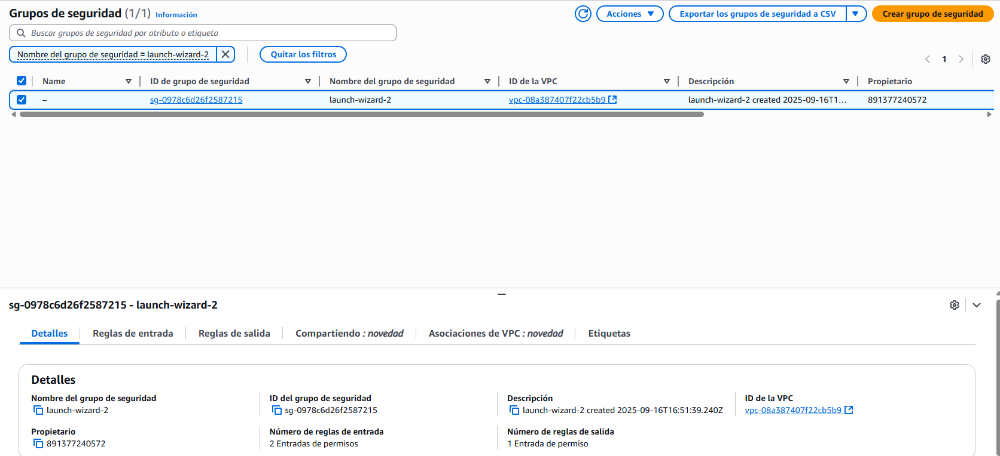 Grupos de seguridad (1/1) Información
Acciones
Exportar los grupos de seguridad a CSV
Crear grupo de seguridad
Buscar grupos de seguridad por atributo o etiqueta
Nombre del grupo de seguridad = launch-wizard-2
Quitar los filtros
1
Name ID de grupo de seguridad Nombre del grupo de seguridad ID de la VPC Descripción Propietario
– sg-0978c6d26f2587215 launch-wizard-2 vpc-08a387407f22cb5b9 launch-wizard-2 created 2025-09-16T1... 891377240572
sg-0978c6d26f2587215 - launch-wizard-2
Detalles Reglas de entrada Reglas de salida Compartiendo : novedad Asociaciones de VPC : novedad Etiquetas
Detalles
Nombre del grupo de seguridad ID del grupo de seguridad Descripción ID de la VPC
launch-wizard-2 sg-0978c6d26f2587215 launch-wizard-2 created 2025-09-16T16:51:39.240Z vpc-08a387407f22cb5b9
Propietario Número de reglas de entrada Número de reglas de salida
891377240572 2 Entradas de permisos 1 Entrada de permiso